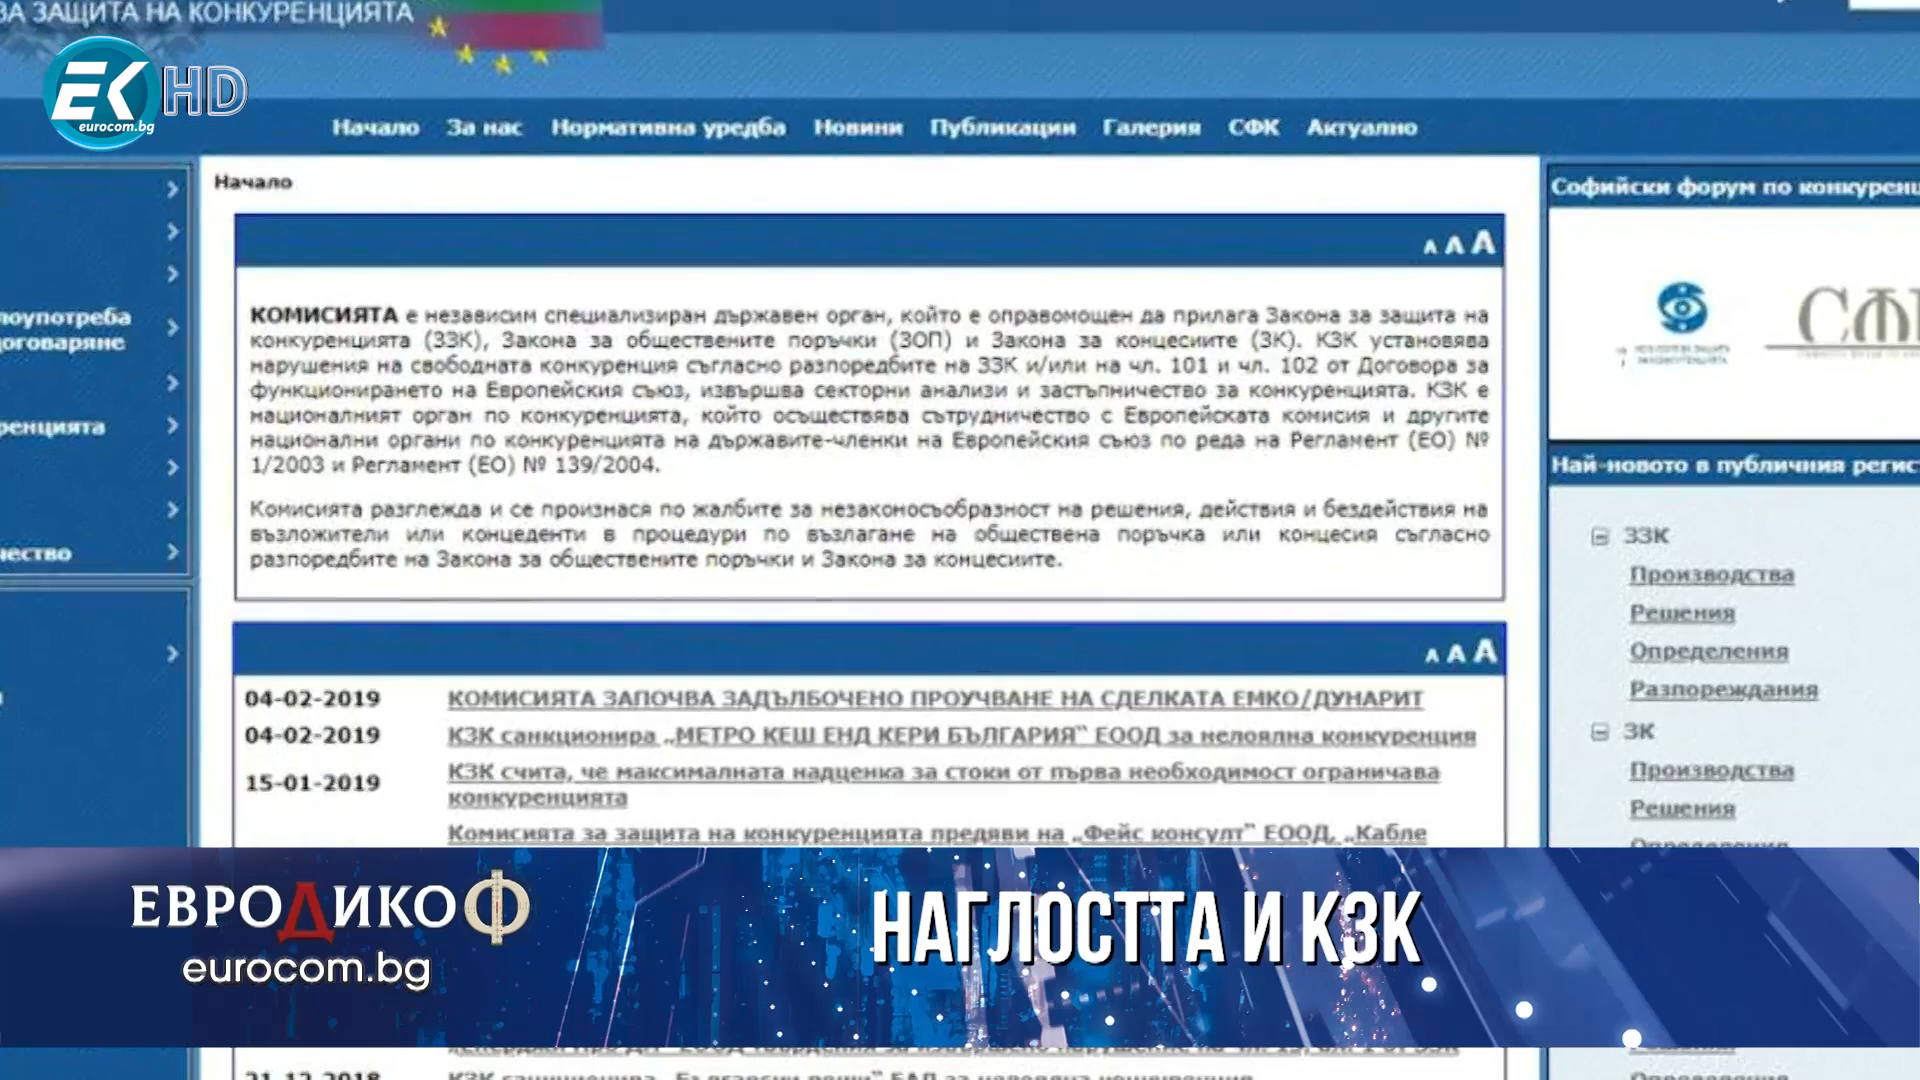 ЗА ЗАЩИТА НА КОНКУРЕНЦИЯТА
EK HD
eurocom.bg
Начало За нас Нормативна уредба Новини Публикации Галерия СФК Актуално
Начало
A A A
КОМИСИЯТА е независим специализиран държавен орган, който е оправомощен да прилага Закона за защита на
конкуренцията (ЗЗК), Закона за обществените поръчки (ЗОП) и Закона за концесиите (ЗК). КЗК установява
нарушения на свободната конкуренция съгласно разпоредбите на ЗЗК и/или на чл. 101 и чл. 102 от Договора за
функционирането на Европейския съюз, извършва секторни анализи и застъпничество за конкуренцията. КЗК е
националният орган по конкуренцията, който осъществява сътрудничество с Европейската комисия и другите
национални органи по конкуренцията на държавите-членки на Европейския съюз по реда на Регламент (ЕО) №
1/2003 и Регламент (ЕО) № 139/2004.
Комисията разглежда и се произнася по жалбите за незаконосъобразност на решения, действия и бездействия на
възложители или концеденти в процедури по възлагане на обществена поръчка или концесия съгласно
разпоредбите на Закона за обществените поръчки и Закона за концесиите.
A A A
04-02-2019 КОМИСИЯТА ЗАПОЧВА ЗАДЪЛБОЧЕНО ПРОУЧВАНЕ НА СДЕЛКАТА ЕМКО/ДУНАРИТ
04-02-2019 КЗК санкционира „МЕТРО КЕШ ЕНД КЕРИ БЪЛГАРИЯ" ЕООД за нелоялна конкуренция
15-01-2019 КЗК счита, че максималната надценка за стоки от първа необходимост ограничава
конкуренцията
Комисията за защита на конкуренцията предяви на „Фейс консулт" ЕООД, „Кабле
лоупотреба
договаряне
ренцията
чество
Софийски форум по конкуренц
СФК
Най-новото в публичния регист
ЗЗК
Производства
Решения
Определения
Разпореждания
ЗК
Производства
Решения
Определения
ЕВРОДИКОФ
eurocom.bg
НАГЛОСТТА И КЗК
21-12-2018